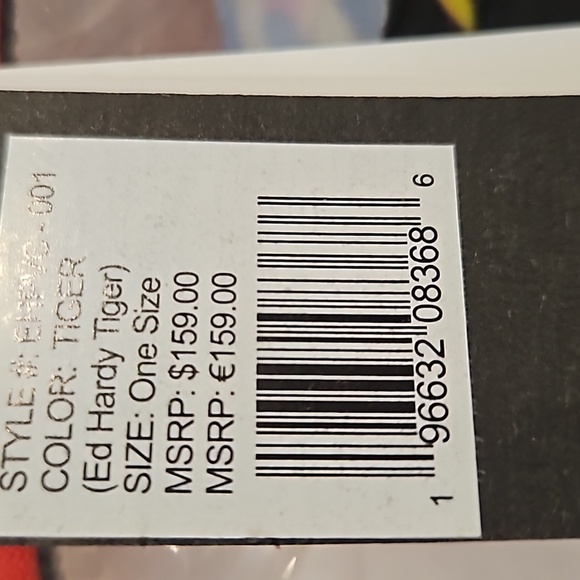 STYLE #: - 001
COLOR: TIGER
(Ed Hardy Tiger)
SIZE: One Size
MSRP: $159.00
MSRP: €159.00
1 96632 08368 6